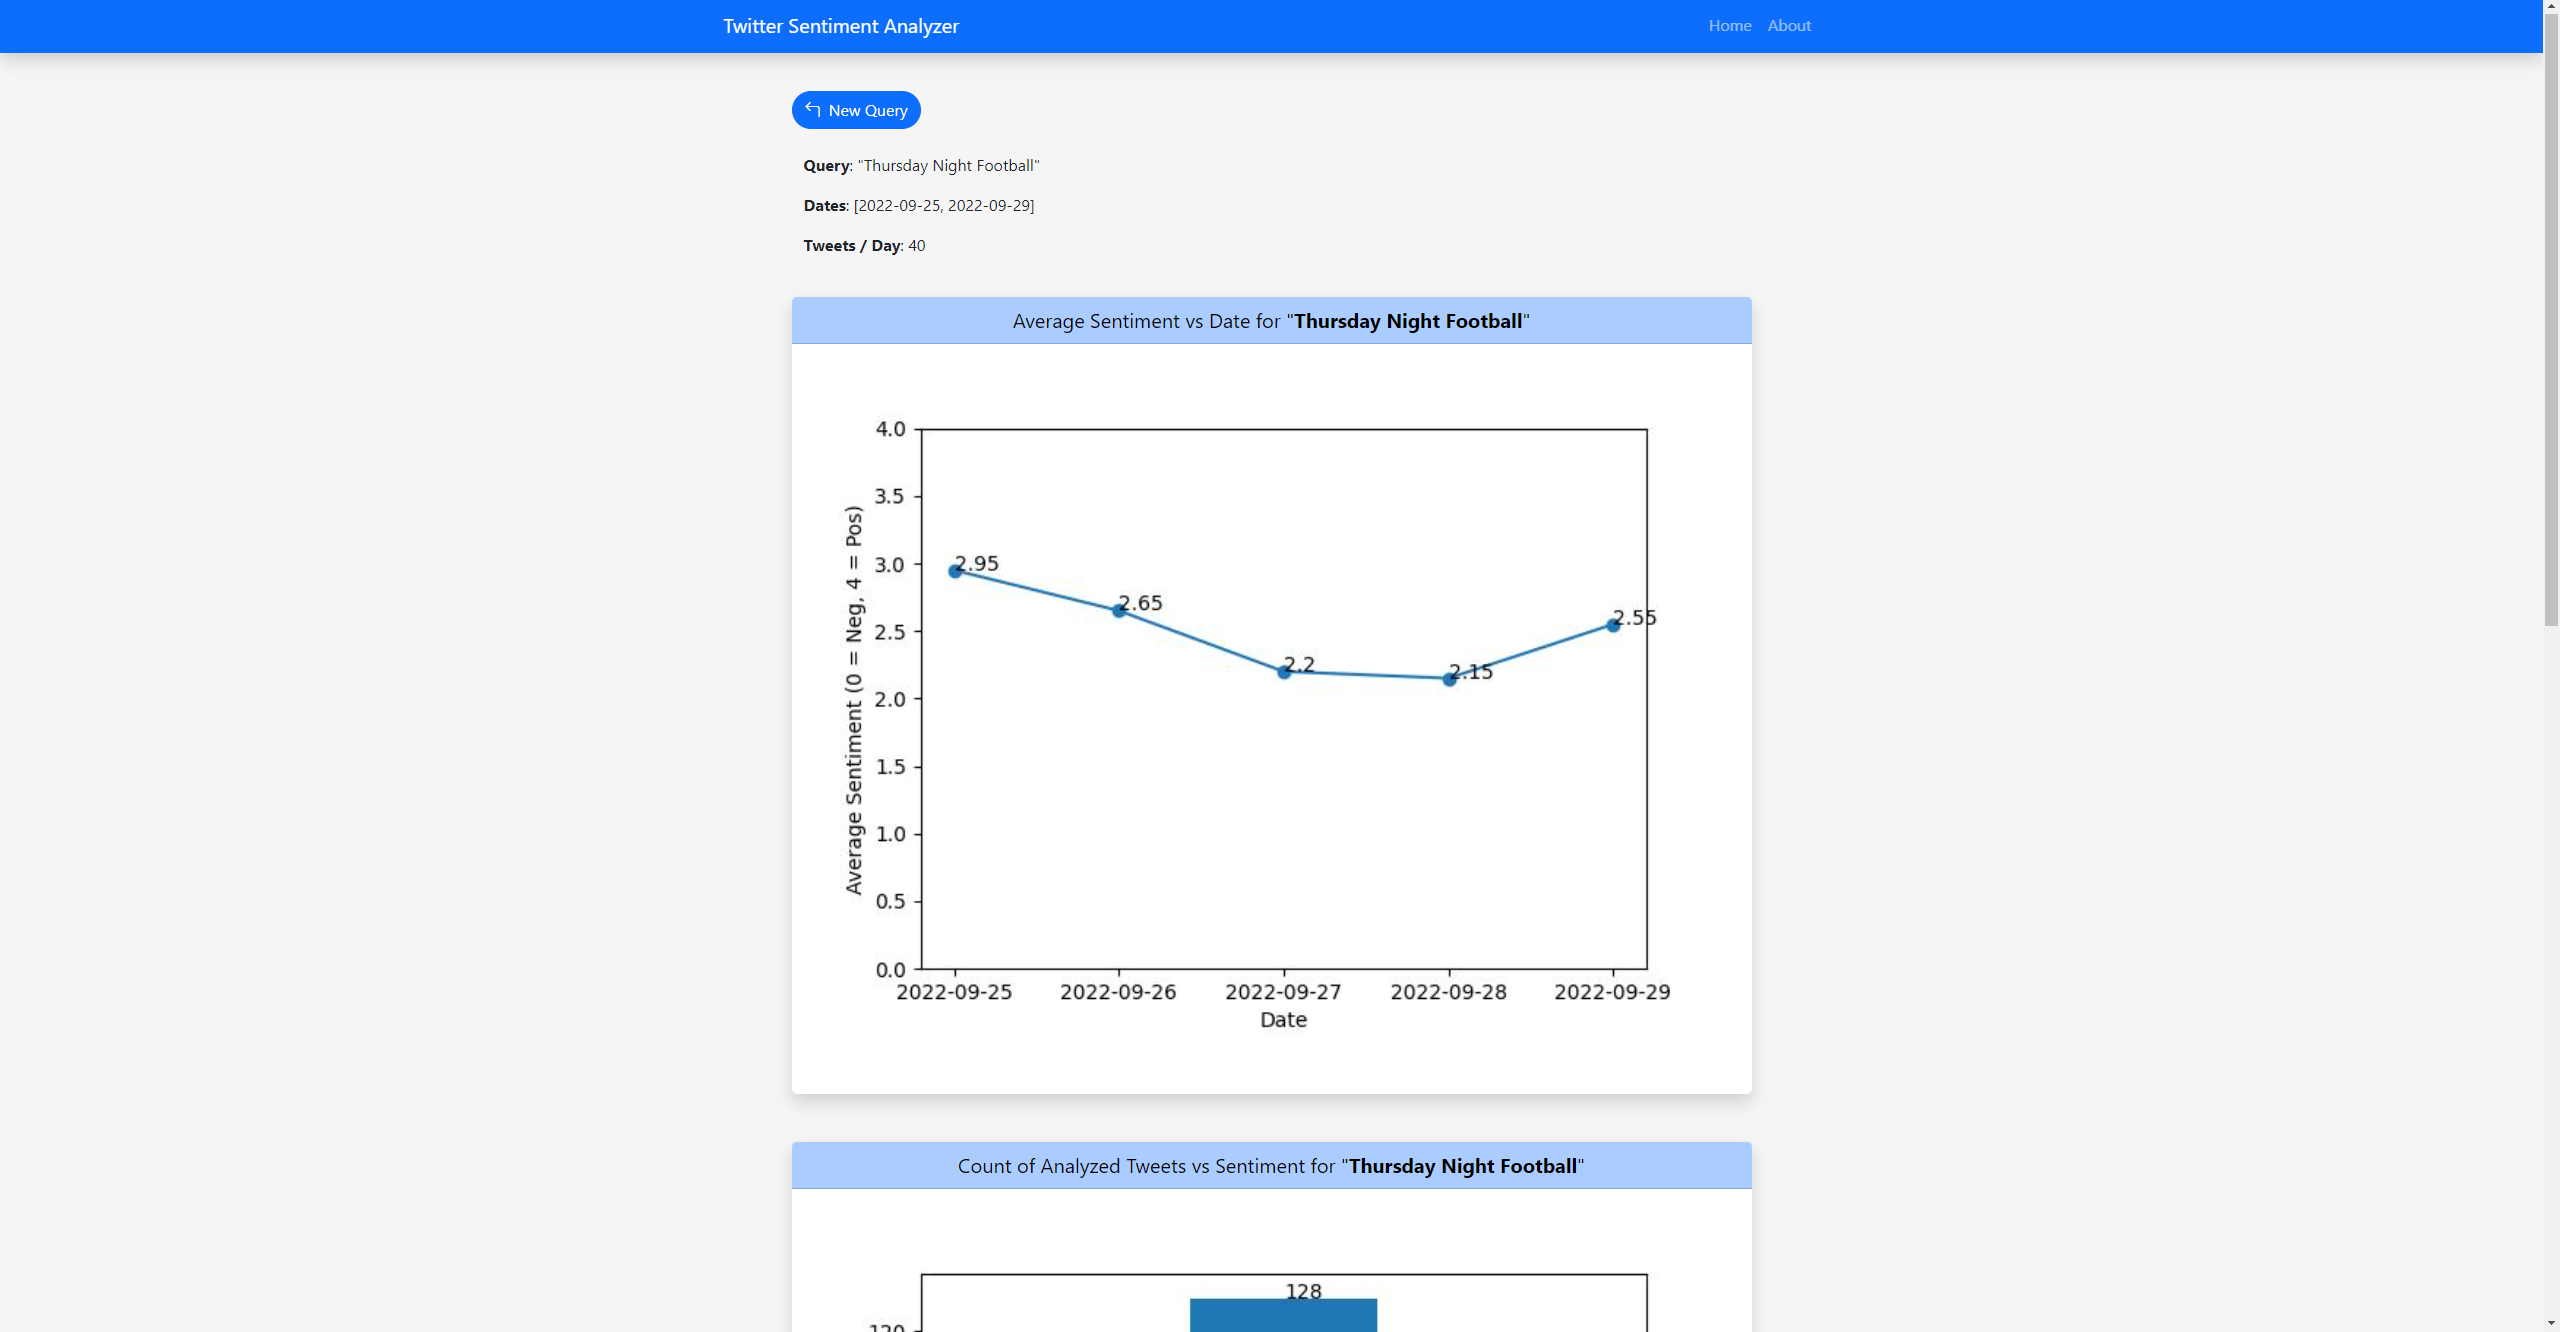 Twitter Sentiment Analyzer
Home About
New Query
Query: "Thursday Night Football"
Dates: [2022-09-25, 2022-09-29]
Tweets / Day: 40
Average Sentiment vs Date for "Thursday Night Football"
Average Sentiment (0 = Neg, 4 = Pos)
4.0
3.5
3.0
2.5
2.0
1.5
1.0
0.5
0.0
2.95
2.65
2.2
2.15
2.55
2022-09-25 2022-09-26 2022-09-27 2022-09-28 2022-09-29
Date
Count of Analyzed Tweets vs Sentiment for "Thursday Night Football"
128
120